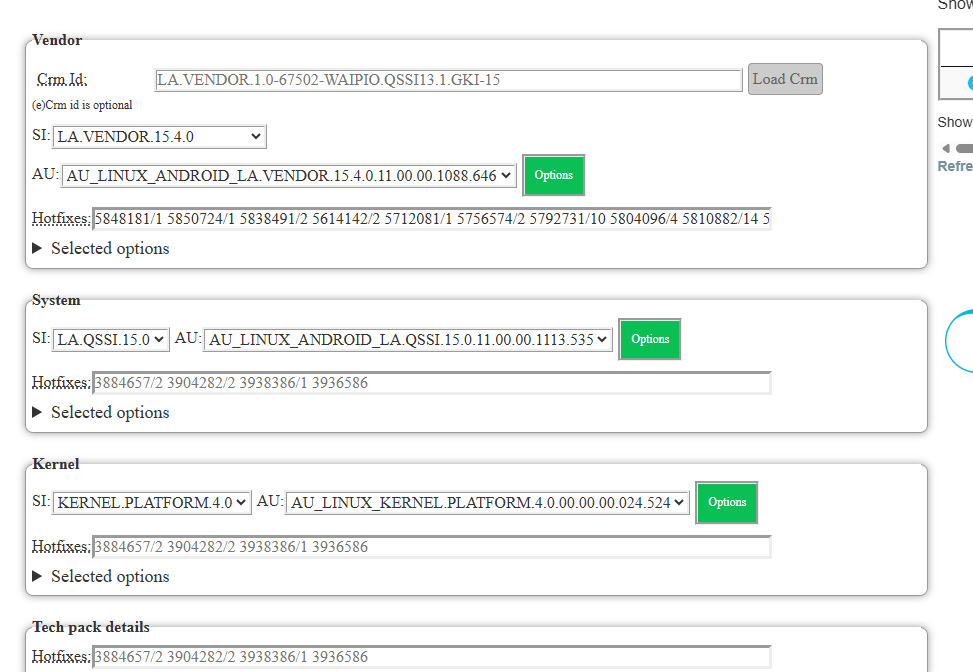 Show
Vendor
Crm Id:
LA.VENDOR.1.0-67502-WAIPIO.QSSI13.1.GKI-15
Load Crm
(e)Crm id is optional
Show
SI: LA.VENDOR.15.4.0
Refre
AU: AU_LINUX_ANDROID_LA.VENDOR.15.4.0.11.00.00.1088.646
Options
Hotfixes: 5848181/1 5850724/1 5838491/2 5614142/2 5712081/1 5756574/2 5792731/10 5804096/4 5810882/14 5
Selected options
System
SI: LA.QSSI.15.0 AU: AU_LINUX_ANDROID_LA.QSSI.15.0.11.00.00.1113.535
Options
Hotfixes: 3884657/2 3904282/2 3938386/1 3936586
Selected options
Kernel
SI: KERNEL.PLATFORM.4.0 AU: AU_LINUX_KERNEL.PLATFORM.4.0.00.00.00.024.524
Options
Hotfixes: 3884657/2 3904282/2 3938386/1 3936586
Selected options
Tech pack details
Hotfixes: 3884657/2 3904282/2 3938386/1 3936586